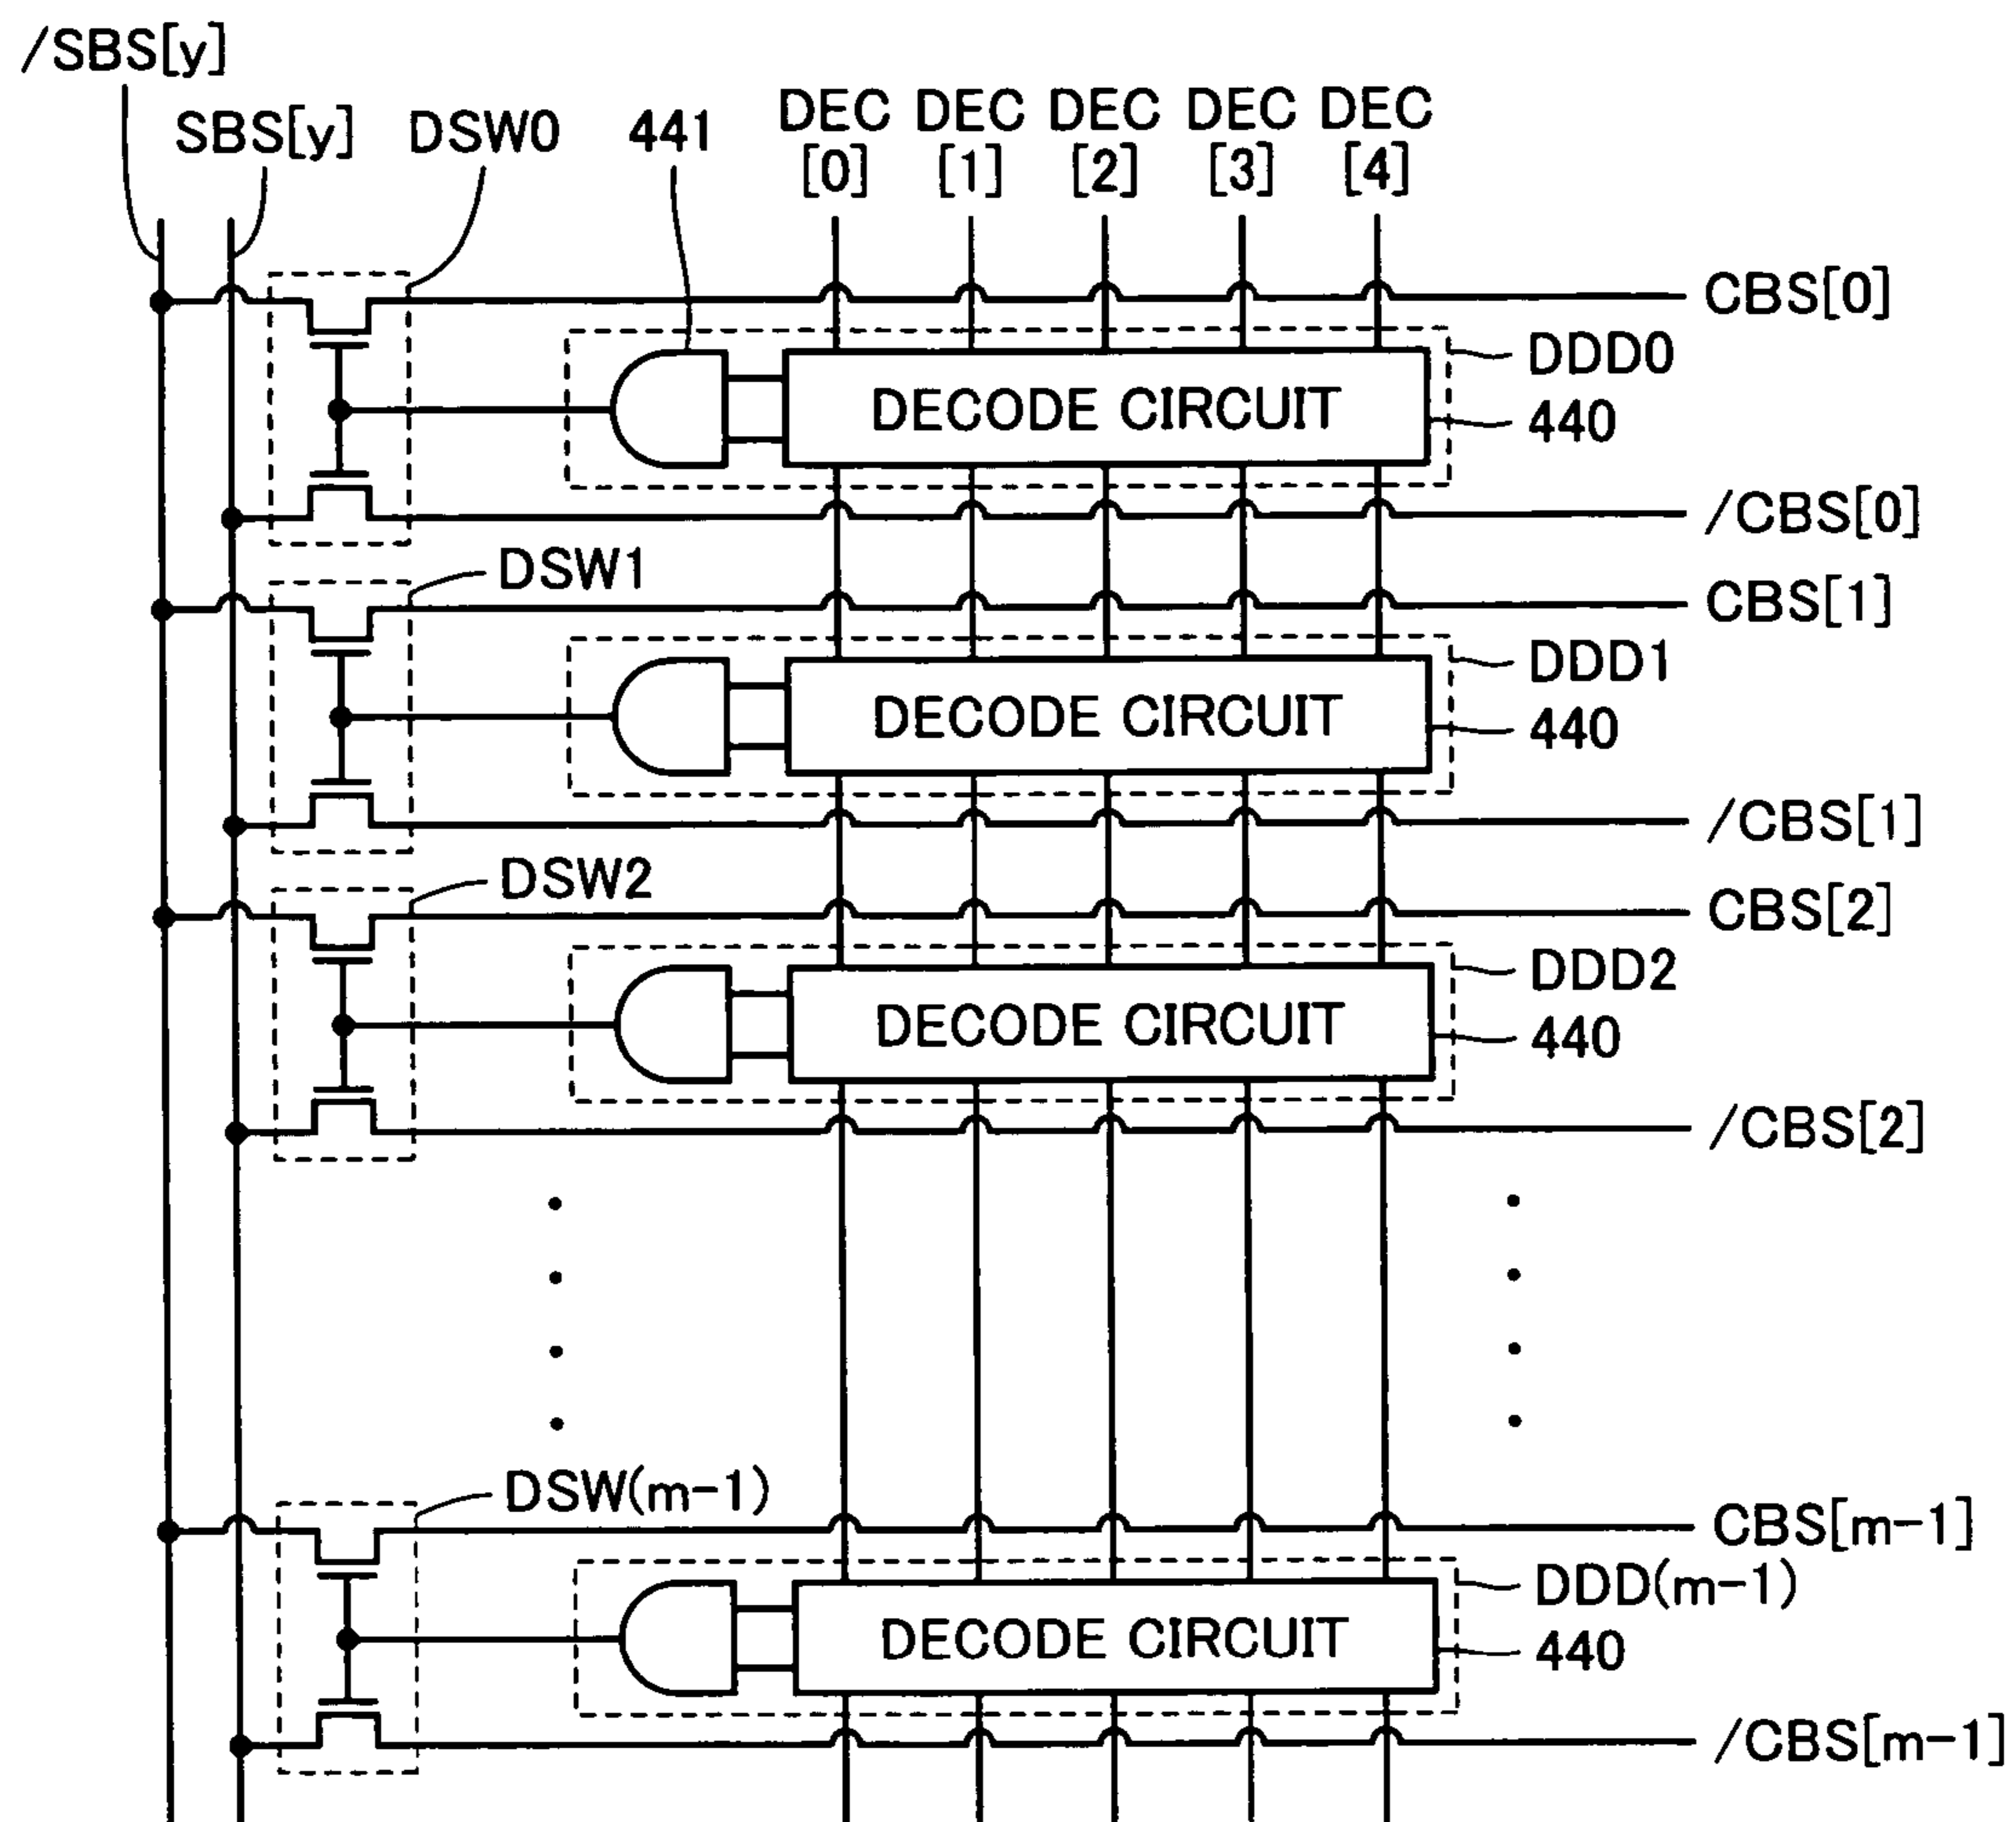 /SBS[y]
SBS[y]
DSW0
441
DEC DEC DEC DEC DEC
[0] [1] [2] [3] [4]
CBS[0]
DDD0
DECODE CIRCUIT
440
/CBS[0]
DSW1
CBS[1]
DDD1
DECODE CIRCUIT
440
/CBS[1]
DSW2
CBS[2]
DDD2
DECODE CIRCUIT
440
/CBS[2]
DSW(m-1)
CBS[m-1]
DDD(m-1)
DECODE CIRCUIT
440
/CBS[m-1]